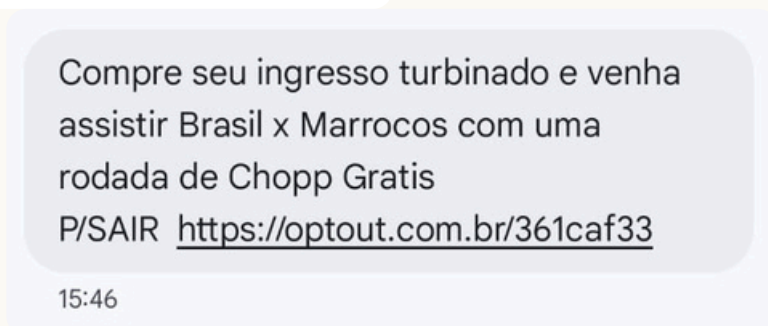 Compre seu ingresso turbinado e venha
assistir Brasil x Marrocos com uma
rodada de Chopp Gratis
P/SAIR https://optout.com.br/361caf33
15:46